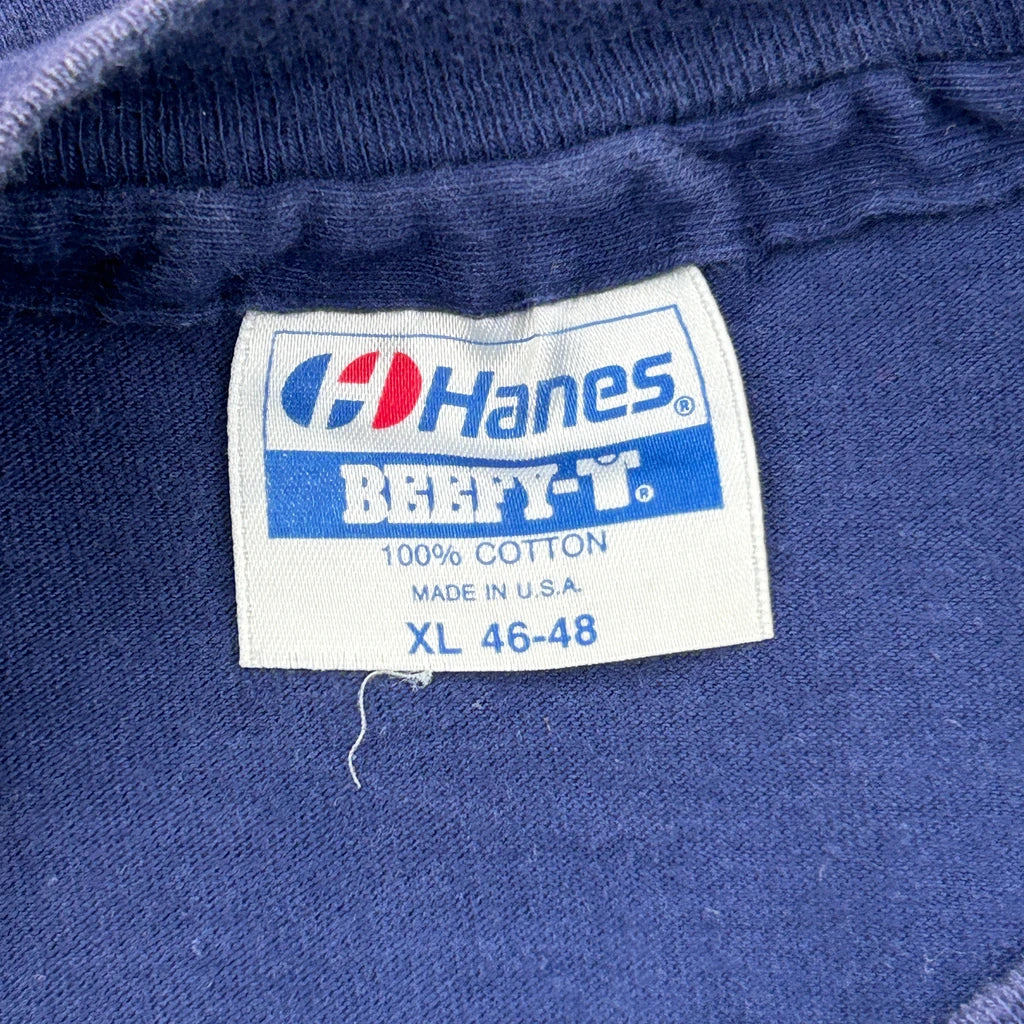 Hanes®
BEEFY-T®
100% COTTON
MADE IN U.S.A.
XL 46-48